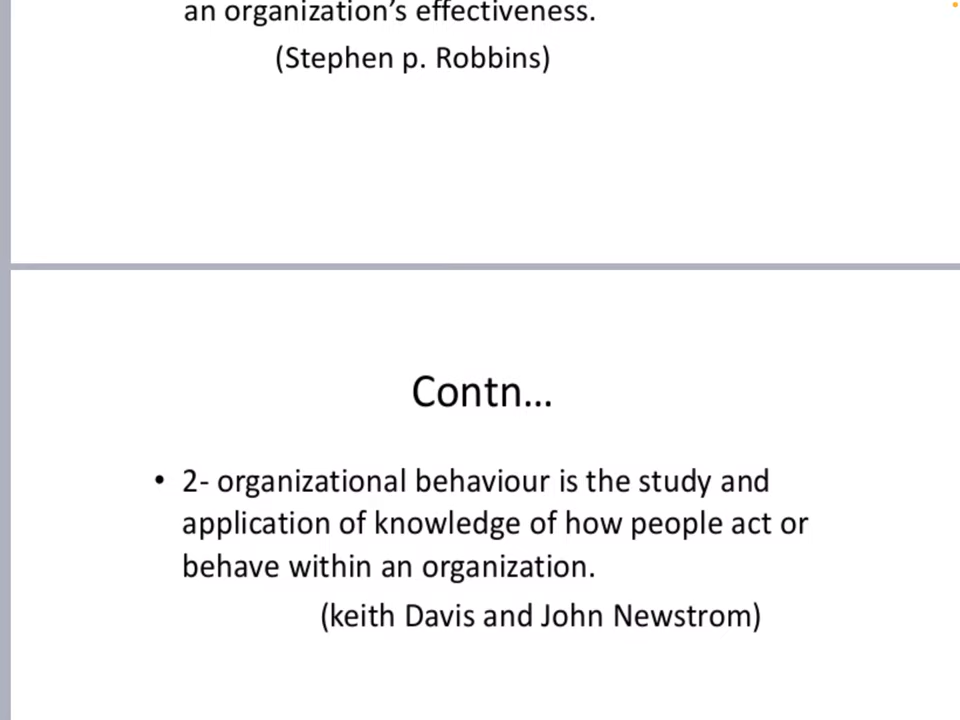 an organization's effectiveness.
(Stephen p. Robbins)
Contn...
• 2- organizational behaviour is the study and
application of knowledge of how people act or
behave within an organization.
(keith Davis and John Newstrom)